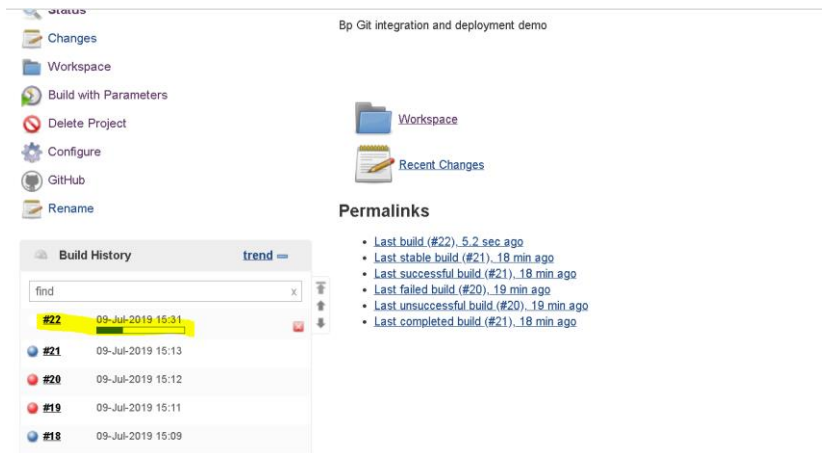 Status
Changes
Workspace
Build with Parameters
Delete Project
Configure
GitHub
Rename
Build History trend
find x
#22 09-Jul-2019 15:31
#21 09-Jul-2019 15:13
#20 09-Jul-2019 15:12
#19 09-Jul-2019 15:11
#18 09-Jul-2019 15:09
Bp Git integration and deployment demo
Workspace
Recent Changes
Permalinks
Last build (#22), 5.2 sec ago
Last stable build (#21), 18 min ago
Last successful build (#21), 18 min ago
Last failed build (#20), 19 min ago
Last unsuccessful build (#20), 19 min ago
Last completed build (#21), 18 min ago